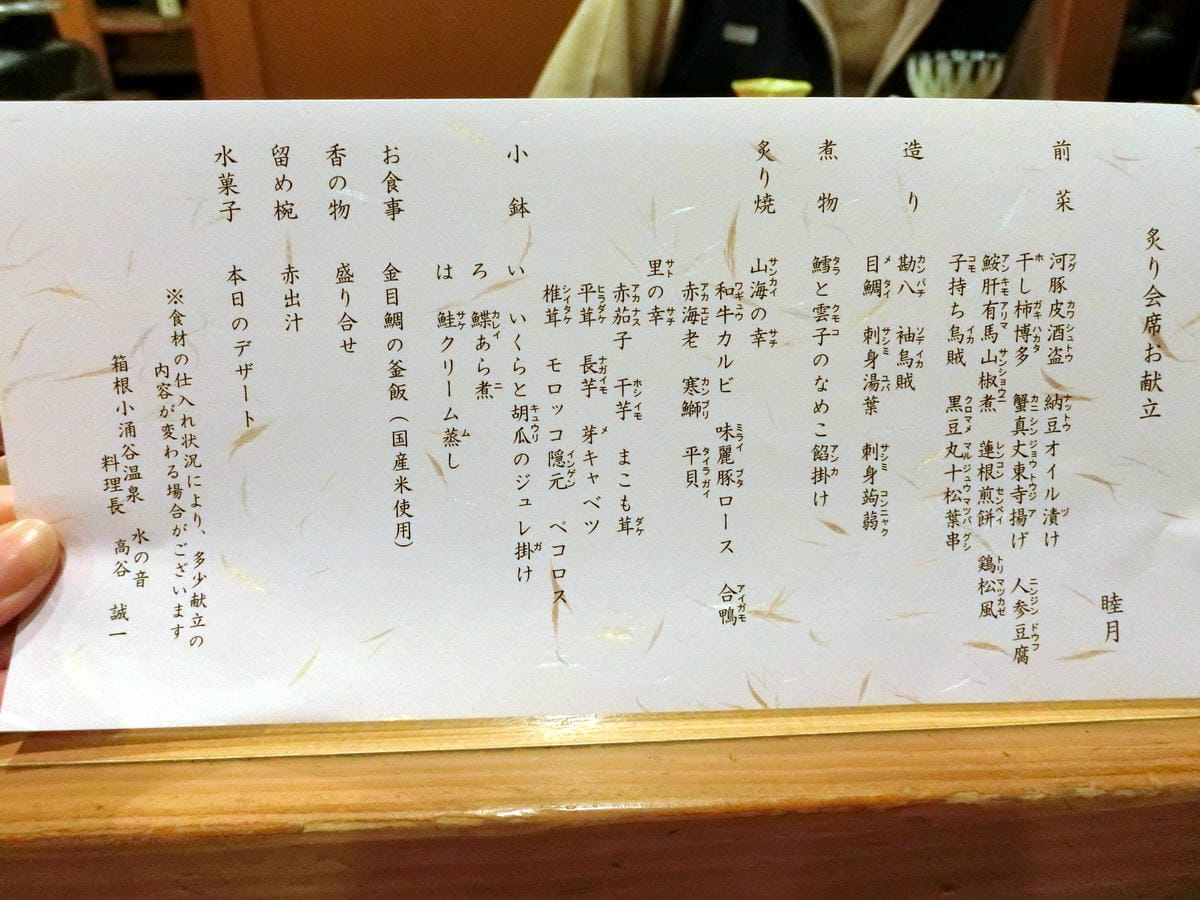 炙り会席お献立
睦月
前菜
河豚皮酒盗 納豆オイル漬け
干し柿博多 蟹真丈東寺揚げ 人参豆腐
鮟肝有馬山椒煮 蓮根煎餅 鶏松風
子持ち烏賊 黒豆丸十松葉串
造り
勘八 袖烏賊
目鯛 刺身湯葉 刺身蒟蒻
煮物
鱈と雲子のなめこ餡掛け
炙り焼
山海の幸
和牛カルビ 味麗豚ロース 合鴨
赤海老 寒鰤 平貝
里の幸
赤茄子 干芋 まこも茸
平茸 長芋 芽キャベツ
椎茸 モロッコ隠元 ペコロス
小鉢
い いくらと胡瓜のジュレ掛け
ろ 鰈あら煮
は 鮭クリーム蒸し
お食事
金目鯛の釜飯(国産米使用)
香の物
盛り合せ
留め椀
赤出汁
水菓子
本日のデザート
※食材の仕入れ状況により、多少献立の
内容が変わる場合がございます
箱根小涌谷温泉 水の音
料理長 高谷 誠一